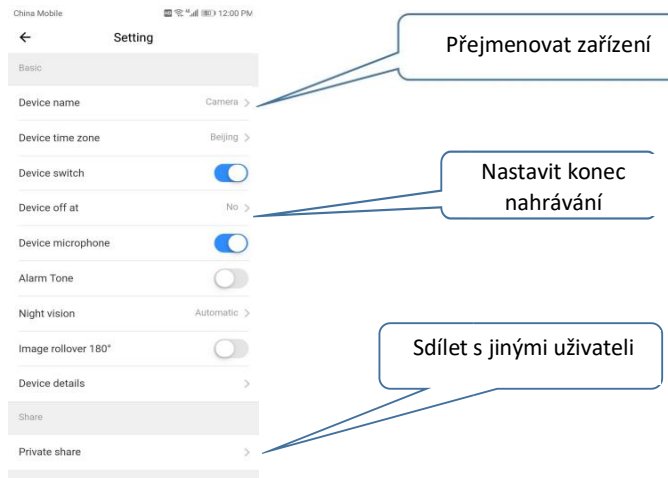 China Mobile 12:00 PM
Setting
Basic
Device name Camera
Přejmenovat zařízení
Device time zone Beijing
Device switch
Device off at No
Nastavit konec
nahrávání
Device microphone
Alarm Tone
Night vision Automatic
Image rollover 180°
Device details
Sdílet s jinými uživateli
Share
Private share